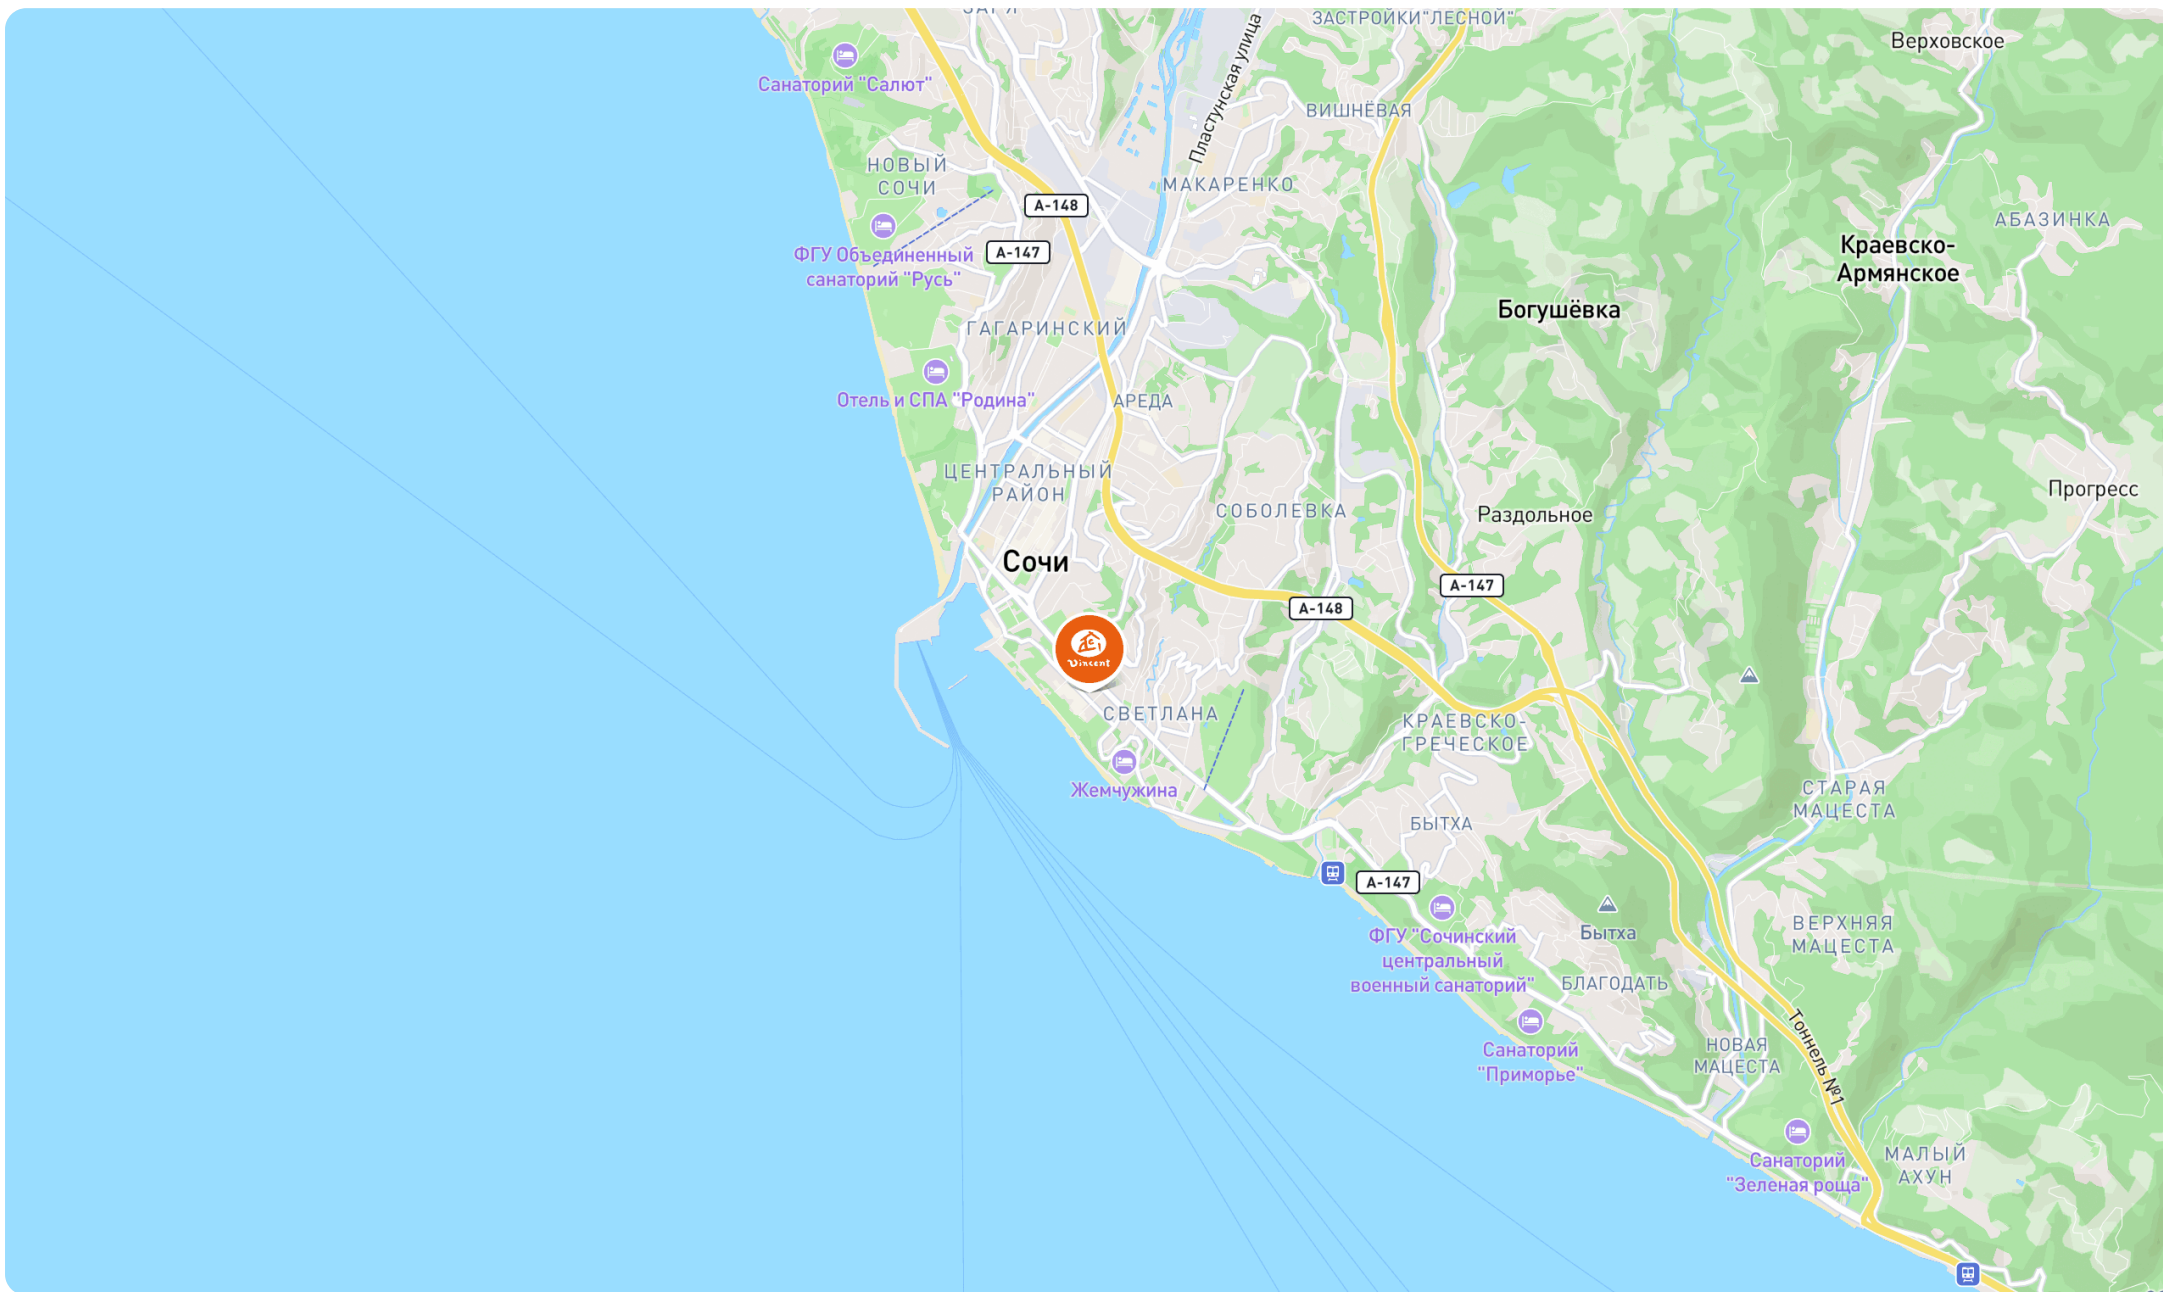 ЗАРЯ
ЗАСТРОЙКИ"ЛЕСНОЙ"
Верховское
Санаторий "Салют"
Пластунская улица
ВИШНЁВАЯ
НОВЫЙ
СОЧИ
МАКАРЕНКО
А-148
АБАЗИНКА
А-147
ФГУ Объединенный
санаторий "Русь"
Краевско-
Армянское
Богушёвка
ГАГАРИНСКИЙ
Отель и СПА "Родина"
АРЕДА
ЦЕНТРАЛЬНЫЙ
РАЙОН
СОБОЛЕВКА
Раздольное
Прогресс
Сочи
А-147
А-148
Vincent
СВЕТЛАНА
КРАЕВСКО-
ГРЕЧЕСКОЕ
Жемчужина
СТАРАЯ
МАЦЕСТА
БЫТХА
А-147
ФГУ "Сочинский
центральный
военный санаторий"
Бытха
ВЕРХНЯЯ
МАЦЕСТА
БЛАГОДАТЬ
Санаторий
"Приморье"
НОВАЯ
МАЦЕСТА
Тоннель №1
Санаторий
"Зеленая роща"
МАЛЫЙ
АХУН